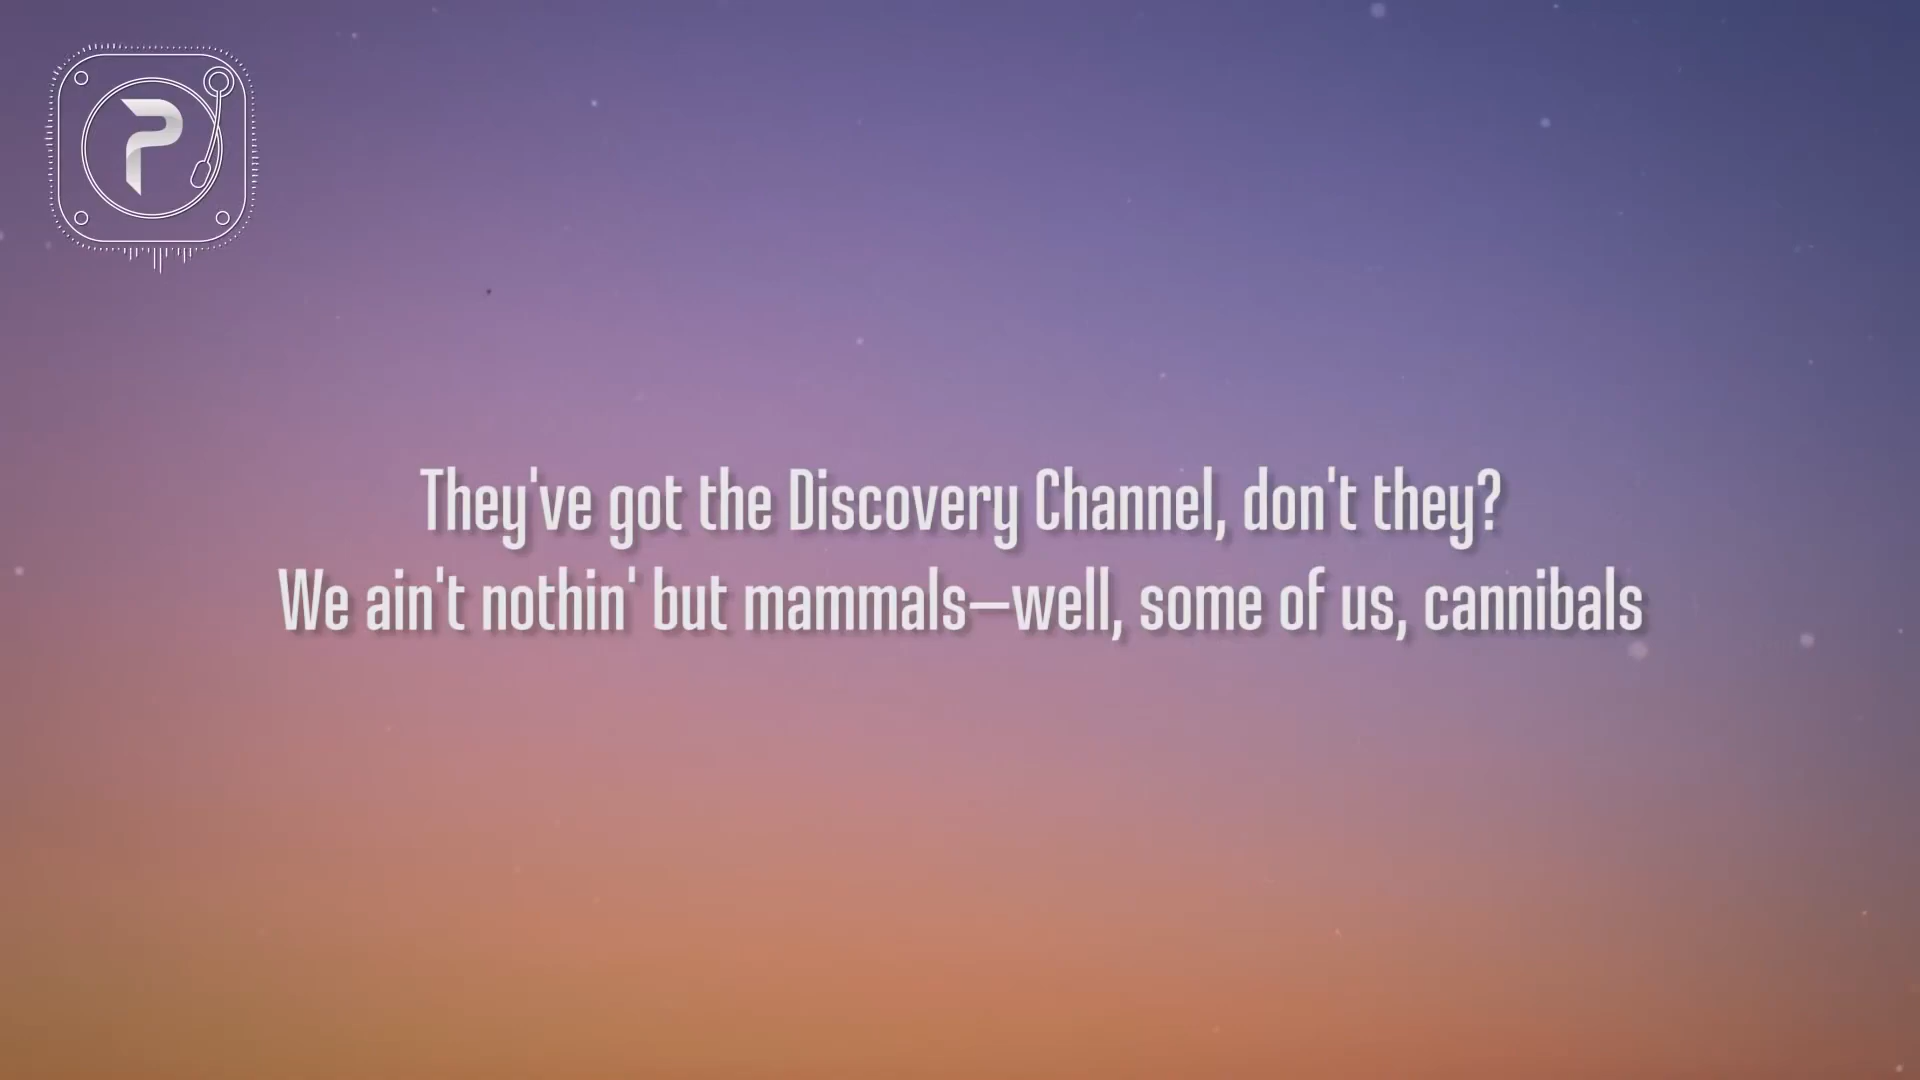 P
They've got the Discovery Channel, don't they?
We ain't nothin' but mammals—well, some of us, cannibals